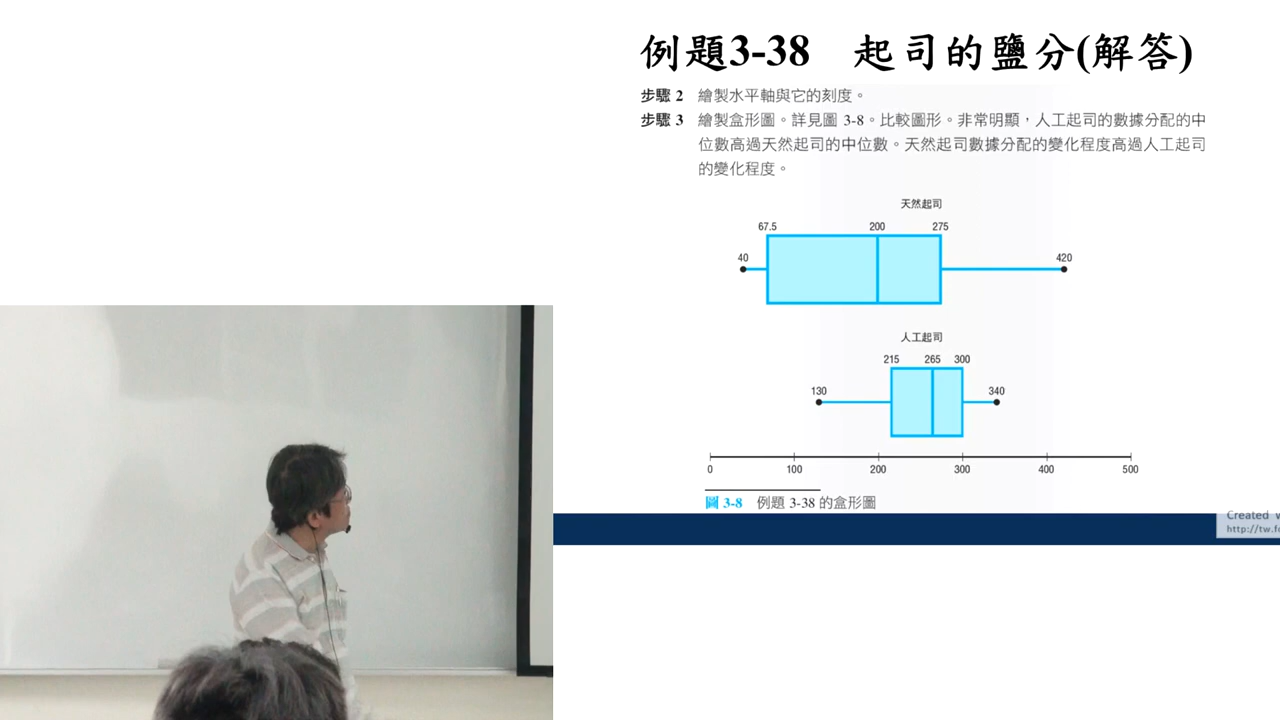 例題3-38 起司的鹽分(解答)
步驟 2 繪製水平軸與它的刻度。
步驟 3 繪製盒形圖。詳見圖 3-8。比較圖形。非常明顯，人工起司的數據分配的中
位數高過天然起司的中位數。天然起司數據分配的變化程度高過人工起司
的變化程度。
天然起司
67.5 200 275
40 420
人工起司
215 265 300
130 340
0 100 200 300 400 500
圖 3-8 例題 3-38 的盒形圖
Created
http://tw.fo